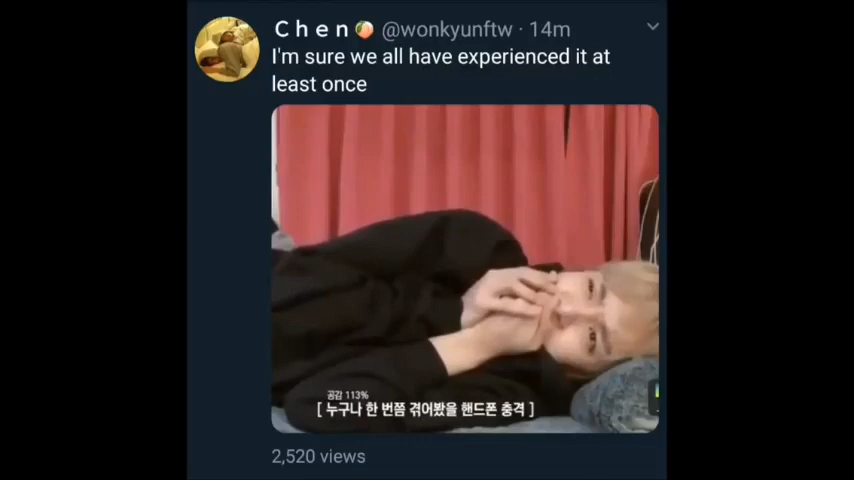 Chen🍑 @wonkyunftw · 14m
I'm sure we all have experienced it at
least once
공감 113%
[ 누구나 한 번쯤 겪어봤을 핸드폰 충격 ]
2,520 views